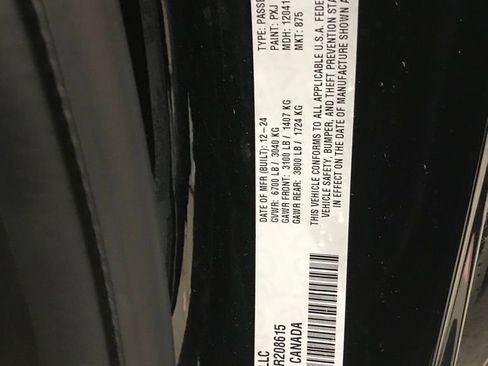 LLC
R208615
CANADA
DATE OF MFR (BUILT): 12-24
GVWR: 6700 LB / 3040 KG
GAWR FRONT: 3100 LB / 1407 KG
GAWR REAR: 3800 LB / 1724 KG
TYPE: PASSE
PAINT: PXJ
MDH: 12041
MKT: 875
THIS VEHICLE CONFORMS TO ALL APPLICABLE U.S.A. FEDE
VEHICLE SAFETY, BUMPER, AND THEFT PREVENTION STA
IN EFFECT ON THE DATE OF MANUFACTURE SHOWN A